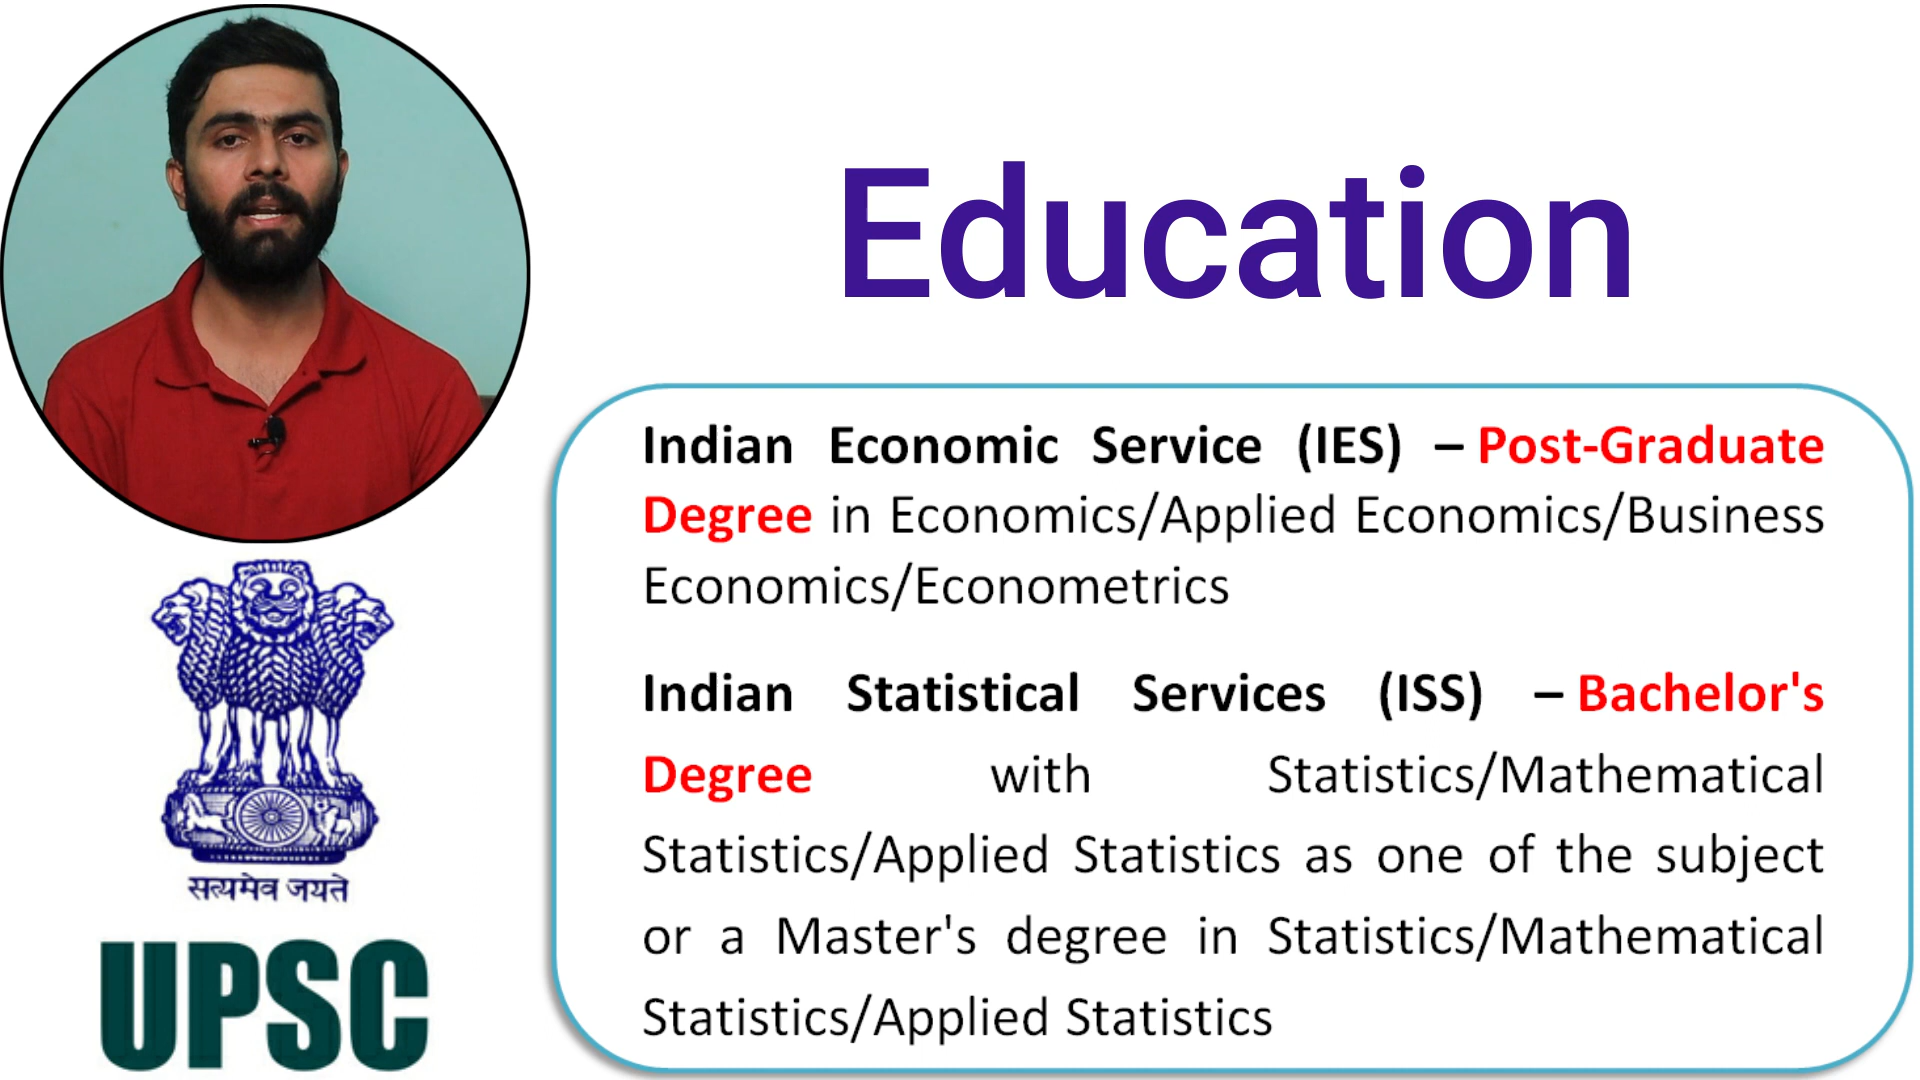 Education
Indian Economic Service (IES) – Post-Graduate
Degree in Economics/Applied Economics/Business
Economics/Econometrics
Indian Statistical Services (ISS) – Bachelor's
Degree with Statistics/Mathematical
Statistics/Applied Statistics as one of the subject
or a Master's degree in Statistics/Mathematical
Statistics/Applied Statistics
सत्यमेव जयते
UPSC